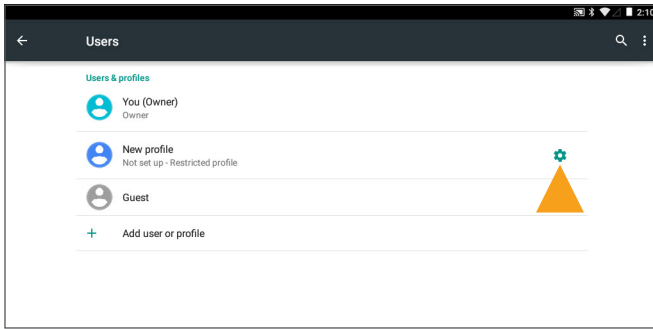 2:10
Users
Users & profiles
You (Owner)
Owner
New profile
Not set up - Restricted profile
Guest
Add user or profile